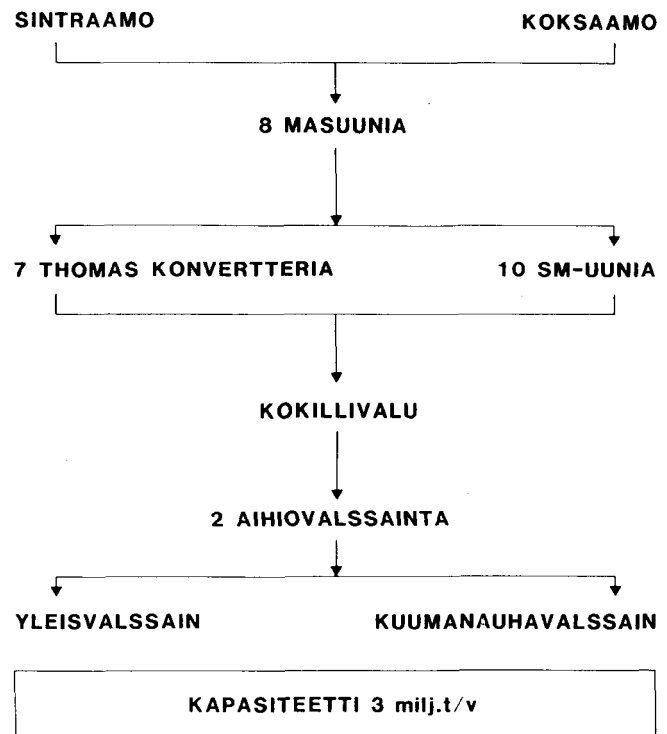 SINTRAAMO KOKSAAMO
8 MASUUNIA
7 THOMAS KONVERTTERIA 10 SM-UUNIA
KOKILLIVALU
2 AIHIOVALSSAINTA
YLEISVALSSAIN KUUMANAUHAVALSSAIN
KAPASITEETTI 3 milj.t/v